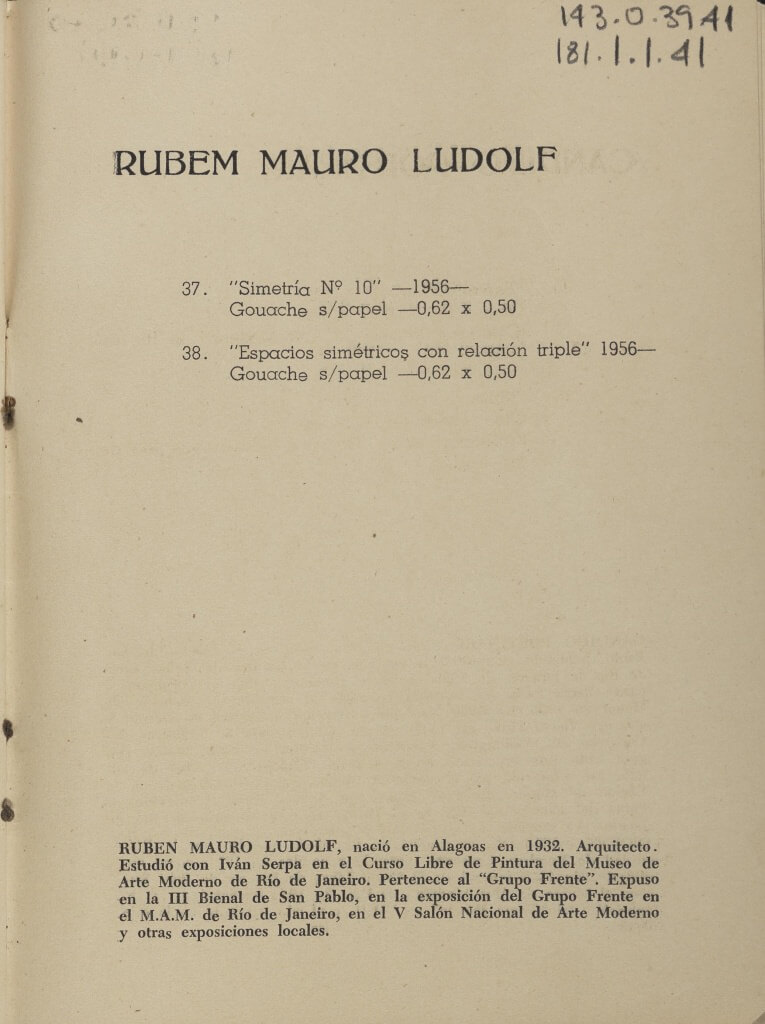 143.0.3941
181.1.1.41
RUBEM MAURO LUDOLF
37. "Simetría Nº 10" —1956—
Gouache s/papel —0,62 x 0,50
38. "Espacios simétricos con relación triple" 1956—
Gouache s/papel —0,62 x 0,50
RUBEN MAURO LUDOLF, nació en Alagoas en 1932. Arquitecto.
Estudió con Iván Serpa en el Curso Libre de Pintura del Museo de
Arte Moderno de Río de Janeiro. Pertenece al “Grupo Frente”. Expuso
en la III Bienal de San Pablo, en la exposición del Grupo Frente en
el M.A.M. de Río de Janeiro, en el V Salón Nacional de Arte Moderno
y otras exposiciones locales.